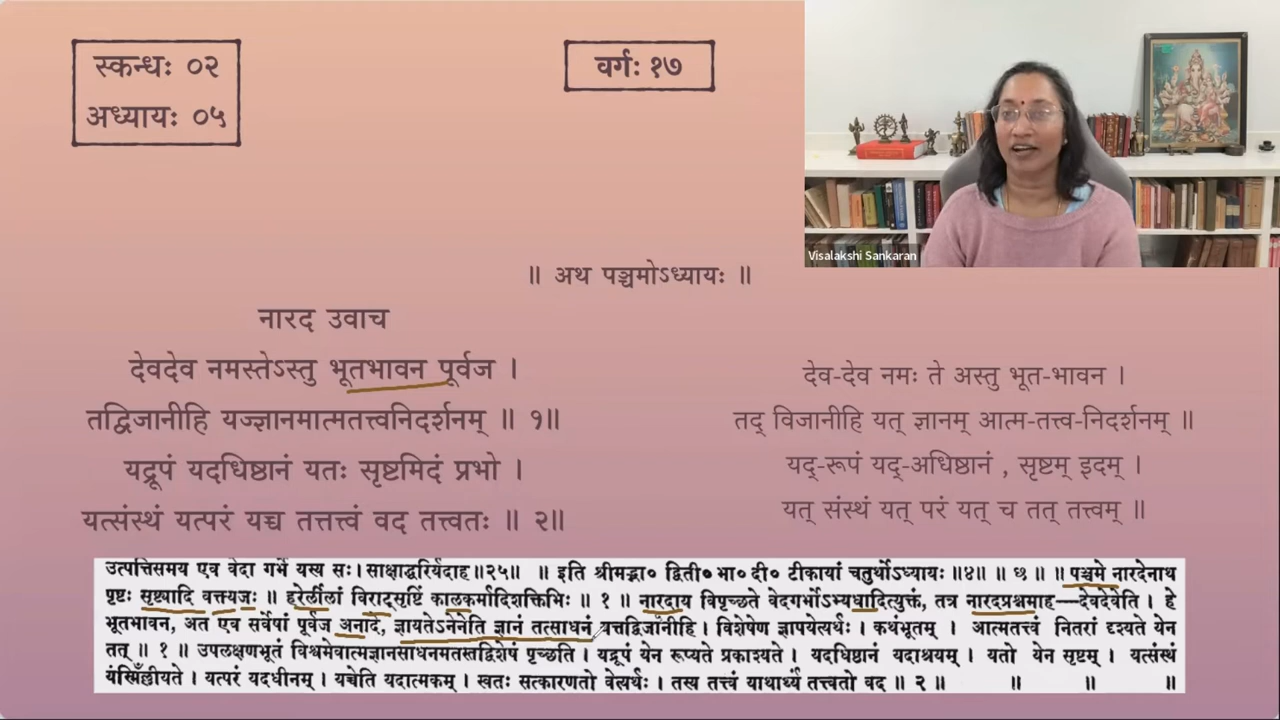 स्कन्धः ०२
अध्यायः ०५
वर्गः १७
Visalakshi Sankaran
॥ अथ पञ्चमोऽध्यायः ॥
नारद उवाच
देवदेव नमस्तेऽस्तु भूतभावन पूर्वज ।
तद्विजानीहि यज्ज्ञानमात्मतत्त्वनिदर्शनम् ॥ १॥
यद्रूपं यदधिष्ठानं यतः सृष्टमिदं प्रभो ।
यत्संस्थं यत्परं यच्च तत्तत्त्वं वद तत्त्वतः ॥ २॥
देव-देव नमः ते अस्तु भूत-भावन ।
तद् विजानीहि यत् ज्ञानम् आत्म-तत्त्व-निदर्शनम् ॥
यद्-रूपं यद्-अधिष्ठानं , सृष्टम् इदम् ।
यत् संस्थं यत् परं यत् च तत् तत्त्वम् ॥
उत्पत्तिसमय एव वेदा गर्भे यस्य सः। साक्षाद्धरिर्यदाह॥२५॥ ॥ इति श्रीमद्भा० द्विती० भा० दी० टीकायां चतुर्थोऽध्यायः ॥४॥ ॥ छ ॥ ॥ पञ्चमे नारदेनाथ
पृष्टः सृष्ट्यादि वक्त्यजः॥ हरेर्लीलां विराट्सृष्टिं कालकर्मादिशक्तिभिः ॥ १ ॥ नारदाय विपृच्छते वेदगर्भोऽभ्यधादित्युक्तं, तत्र नारदप्रश्नमाह—देवदेवेति । हे
भूतभावन, अत एव सर्वेषां पूर्वज अनादे, ज्ञायतेऽनेनेति ज्ञानं तत्साधनं यत्तद्विजानीहि । विशेषेण ज्ञापयेत्यर्थः । कथंभूतम् । आत्मतत्त्वं नितरां दृश्यते येन
तत् ॥ १ ॥ उपलक्षणभूतं विश्वमेवात्मज्ञानसाधनमतस्तद्विशेषं पृच्छति । यद्रूपं येन रूप्यते प्रकाश्यते । यदधिष्ठानं यदाश्रयम् । यतो येन सृष्टम् । यत्संस्थं
यस्मिँल्लीयते । यत्परं यदधीनम् । यच्चेति यदात्मकम् । स्वतः सत्कारणतो वेत्यर्थः । तस्य तत्त्वं याथार्थ्यं तत्त्वतो वद ॥ २ ॥ ॥ ॥ ॥